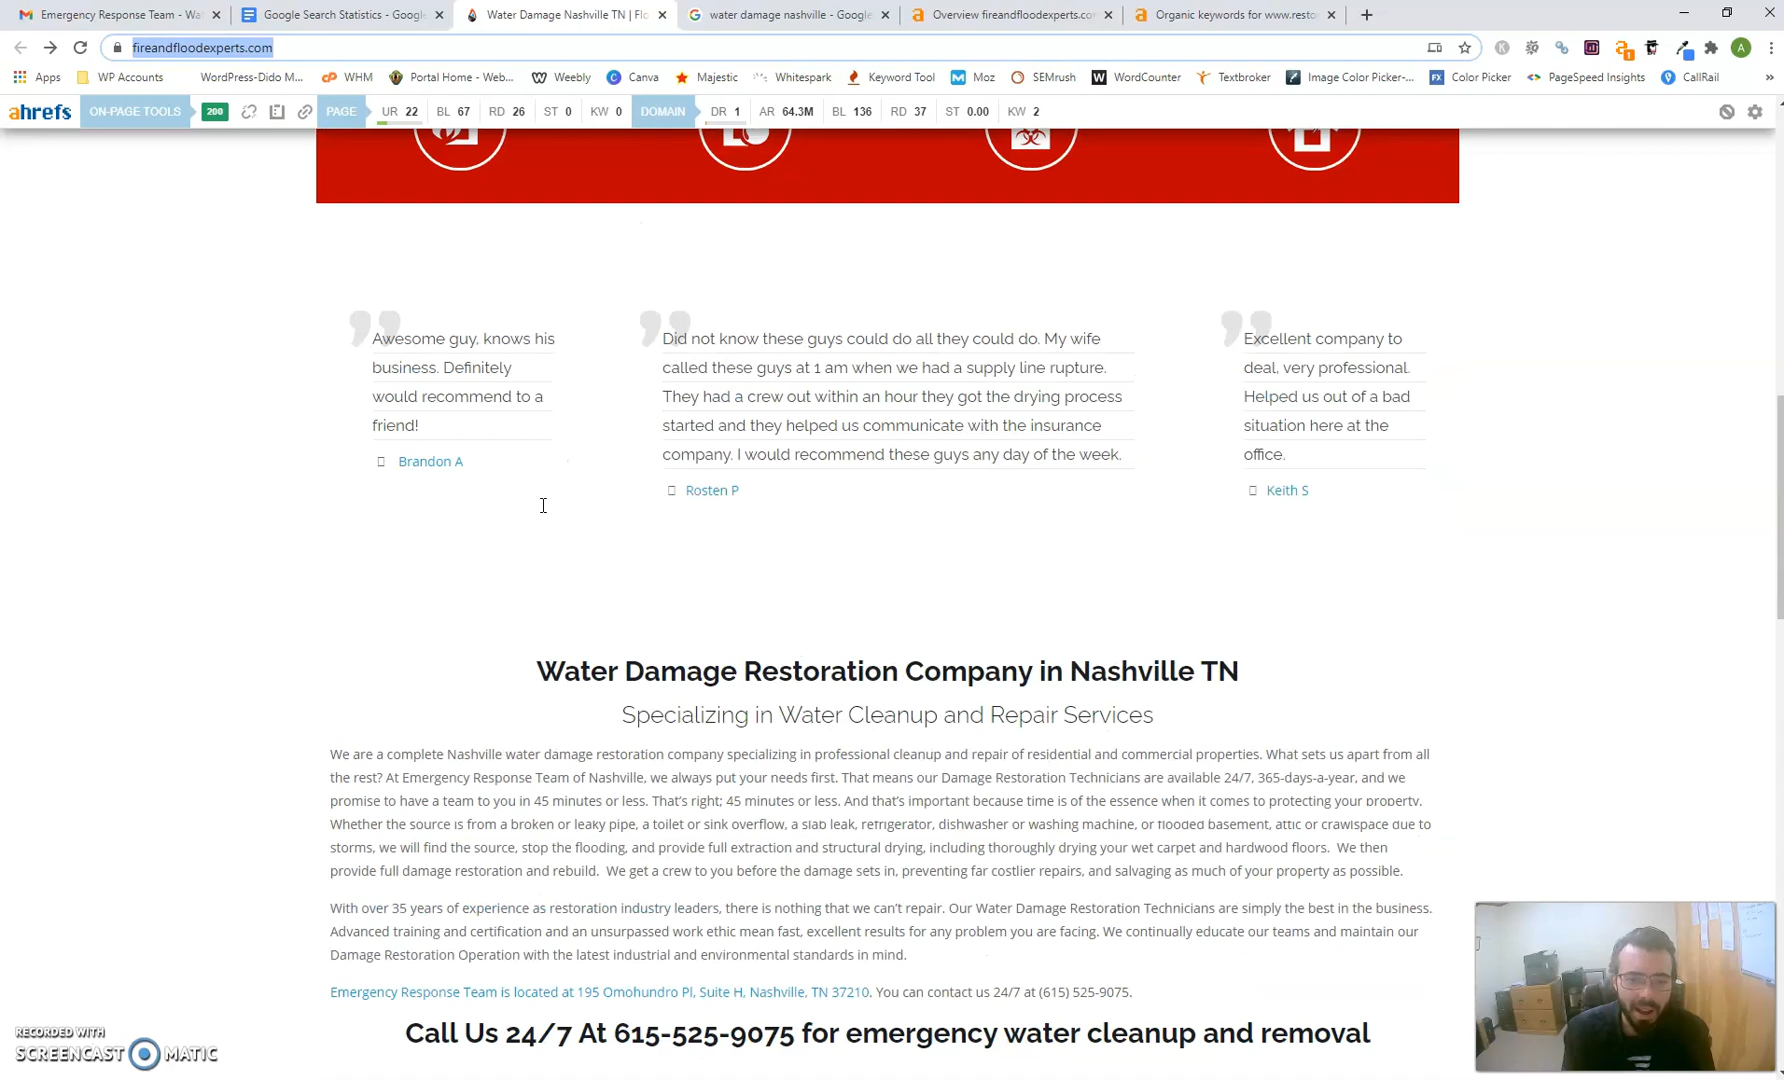 Emergency Response Team - Wat
Google Search Statistics - Googl
Water Damage Nashville TN | Flo
water damage nashville - Google
Overview fireandfloodexperts.co
Organic keywords for www.resto
fireandfloodexperts.com
Apps
WP Accounts
WordPress-Dido M...
WHM
Portal Home - Web...
Weebly
Canva
Majestic
Whitespark
Keyword Tool
Moz
SEMrush
WordCounter
Textbroker
Image Color Picker-...
Color Picker
PageSpeed Insights
CallRail
»
ahrefs ON-PAGE TOOLS 200 PAGE UR 22 BL 67 RD 26 ST 0 KW 0 DOMAIN DR 1 AR 64.3M BL 136 RD 37 ST 0.00 KW 2
Awesome guy, knows his
business. Definitely
would recommend to a
friend!
Brandon A
Did not know these guys could do all they could do. My wife
called these guys at 1 am when we had a supply line rupture.
They had a crew out within an hour they got the drying process
started and they helped us communicate with the insurance
company. I would recommend these guys any day of the week.
Rosten P
Excellent company to
deal, very professional.
Helped us out of a bad
situation here at the
office.
Keith S
Water Damage Restoration Company in Nashville TN
Specializing in Water Cleanup and Repair Services
We are a complete Nashville water damage restoration company specializing in professional cleanup and repair of residential and commercial properties. What sets us apart from all
the rest? At Emergency Response Team of Nashville, we always put your needs first. That means our Damage Restoration Technicians are available 24/7, 365-days-a-year, and we
promise to have a team to you in 45 minutes or less. That's right; 45 minutes or less. And that's important because time is of the essence when it comes to protecting your property.
Whether the source is from a broken or leaky pipe, a toilet or sink overflow, a slab leak, refrigerator, dishwasher or washing machine, or flooded basement, attic or crawlspace due to
storms, we will find the source, stop the flooding, and provide full extraction and structural drying, including thoroughly drying your wet carpet and hardwood floors. We then
provide full damage restoration and rebuild. We get a crew to you before the damage sets in, preventing far costlier repairs, and salvaging as much of your property as possible.
With over 35 years of experience as restoration industry leaders, there is nothing that we can't repair. Our Water Damage Restoration Technicians are simply the best in the business.
Advanced training and certification and an unsurpassed work ethic mean fast, excellent results for any problem you are facing. We continually educate our teams and maintain our
Damage Restoration Operation with the latest industrial and environmental standards in mind.
Emergency Response Team is located at 195 Omohundro Pl, Suite H, Nashville, TN 37210. You can contact us 24/7 at (615) 525-9075.
Call Us 24/7 At 615-525-9075 for emergency water cleanup and removal
RECORDED WITH
SCREENCAST MATIC